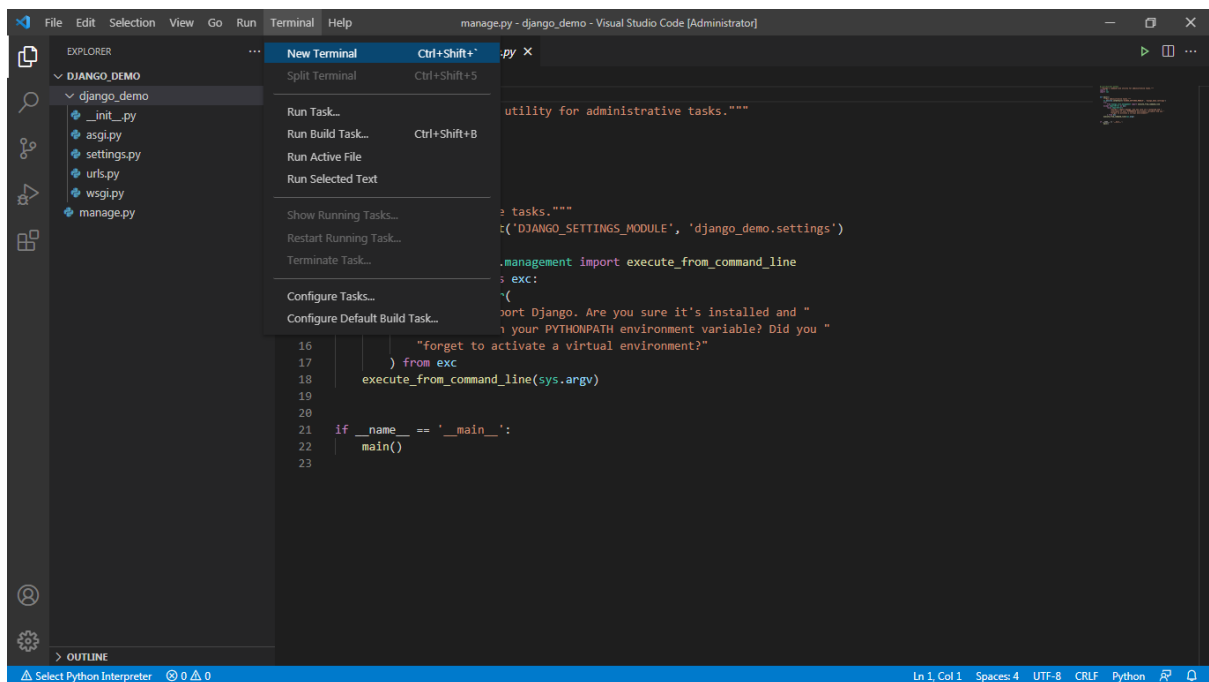 File Edit Selection View Go Run Terminal Help manage.py - django_demo - Visual Studio Code [Administrator]
EXPLORER
DJANGO_DEMO
django_demo
__init__.py
asgi.py
settings.py
urls.py
wsgi.py
manage.py
OUTLINE
New Terminal Ctrl+Shift+`
Split Terminal Ctrl+Shift+5
Run Task...
Run Build Task... Ctrl+Shift+B
Run Active File
Run Selected Text
Show Running Tasks...
Restart Running Task...
Terminate Task...
Configure Tasks...
Configure Default Build Task...
.py
utility for administrative tasks."""
tasks."""
('DJANGO_SETTINGS_MODULE', 'django_demo.settings')
.management import execute_from_command_line
exc:
(
ort Django. Are you sure it's installed and "
your PYTHONPATH environment variable? Did you "
16 "forget to activate a virtual environment?"
17 ) from exc
18 execute_from_command_line(sys.argv)
19
20
21 if __name__ == '__main__':
22 main()
23
Select Python Interpreter 0 0 Ln 1, Col 1 Spaces: 4 UTF-8 CRLF Python